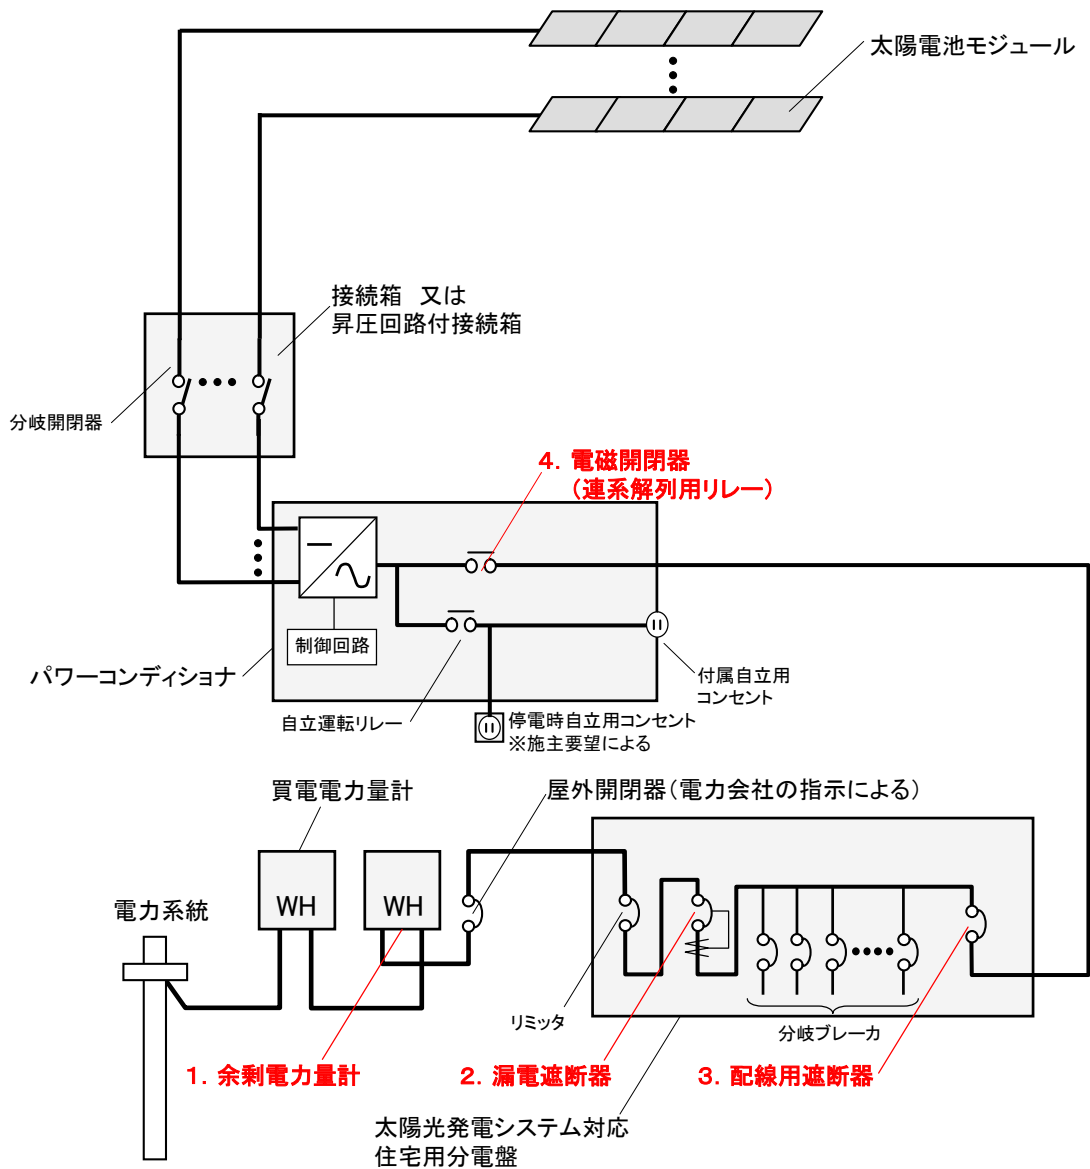 太陽電池モジュール
接続箱　又は
昇圧回路付接続箱
分岐開閉器
4．電磁開閉器
（連系解列用リレー）
制御回路
パワーコンディショナ
付属自立用
コンセント
自立運転リレー
停電時自立用コンセント
※施主要望による
買電電力量計
屋外開閉器（電力会社の指示による）
WH
WH
電力系統
リミッタ
分岐ブレーカ
1．余剰電力量計
2．漏電遮断器
3．配線用遮断器
太陽光発電システム対応
住宅用分電盤